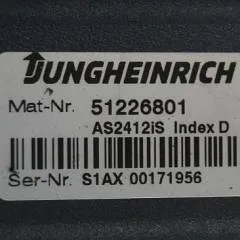 JUNGHEINRICH
Mat-Nr. 51226801
AS2412iS Index D
Ser-Nr. S1AX 00171956